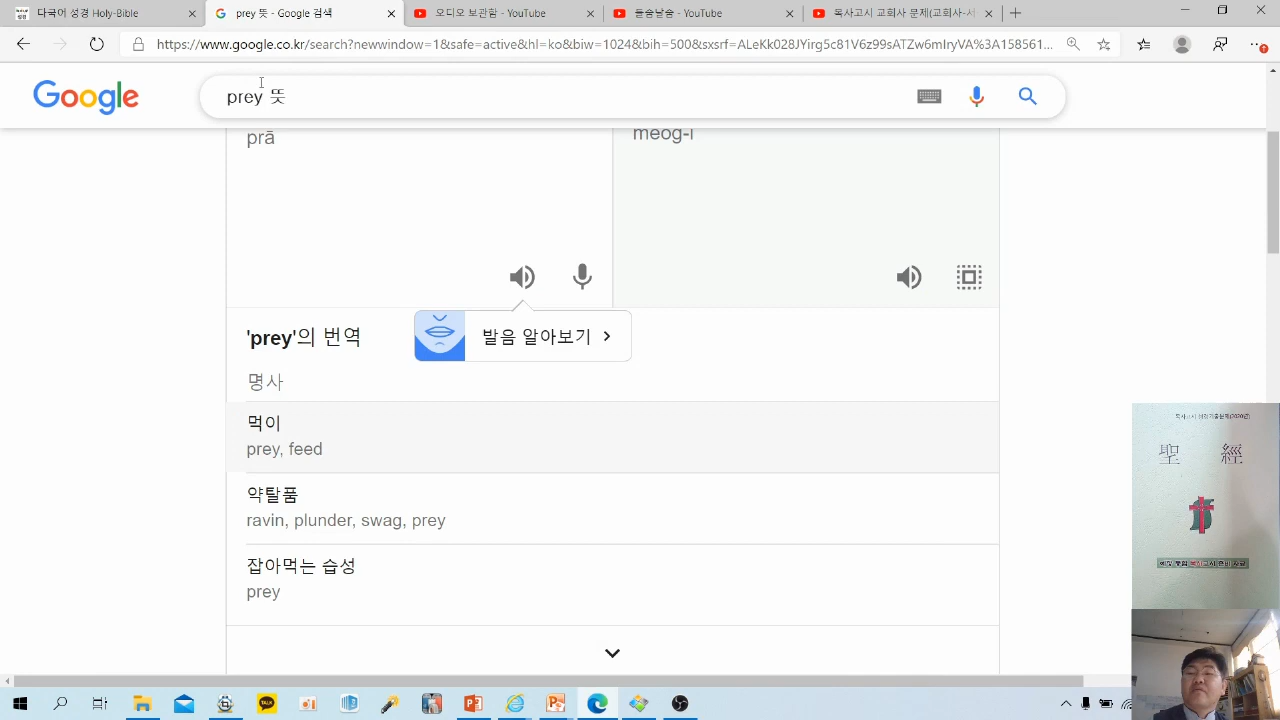 다국어 성경 Holy-Bible
prey 뜻 - Google 검색
오디오 보관함 - YouTube
들숨날숨 - YouTube
목사고시 교회사 문제(교회사-서
https://www.google.co.kr/search?newwindow=1&safe=active&hl=ko&biw=1024&bih=500&sxsrf=ALeKk028JYirg5c81V6z99sATZw6mIryVA%3A158561...
Google
prey 뜻
prā
meog-i
'prey'의 번역
발음 알아보기
명사
먹이
prey, feed
약탈품
ravin, plunder, swag, prey
잡아먹는 습성
prey
聖 經